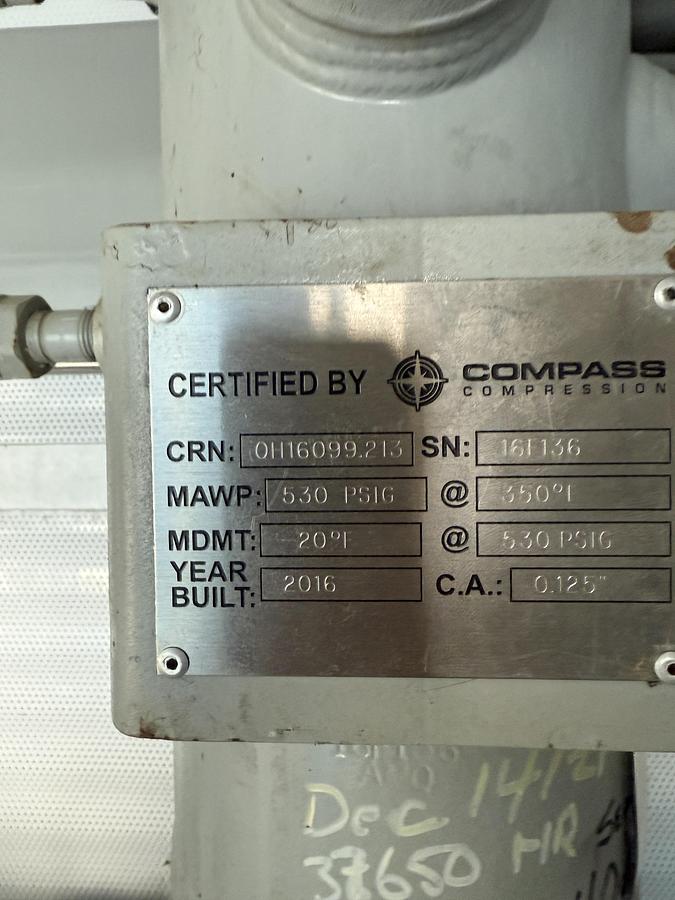 CERTIFIED BY COMPASS
COMPRESSION
CRN: 0H16099.213 SN: 16F136
MAWP: 530 PSIG @ 350°F
MDMT: 20°F @ 530 PSIG
YEAR BUILT: 2016 C.A.: 0.125"
Dec 14/21
37650 HR